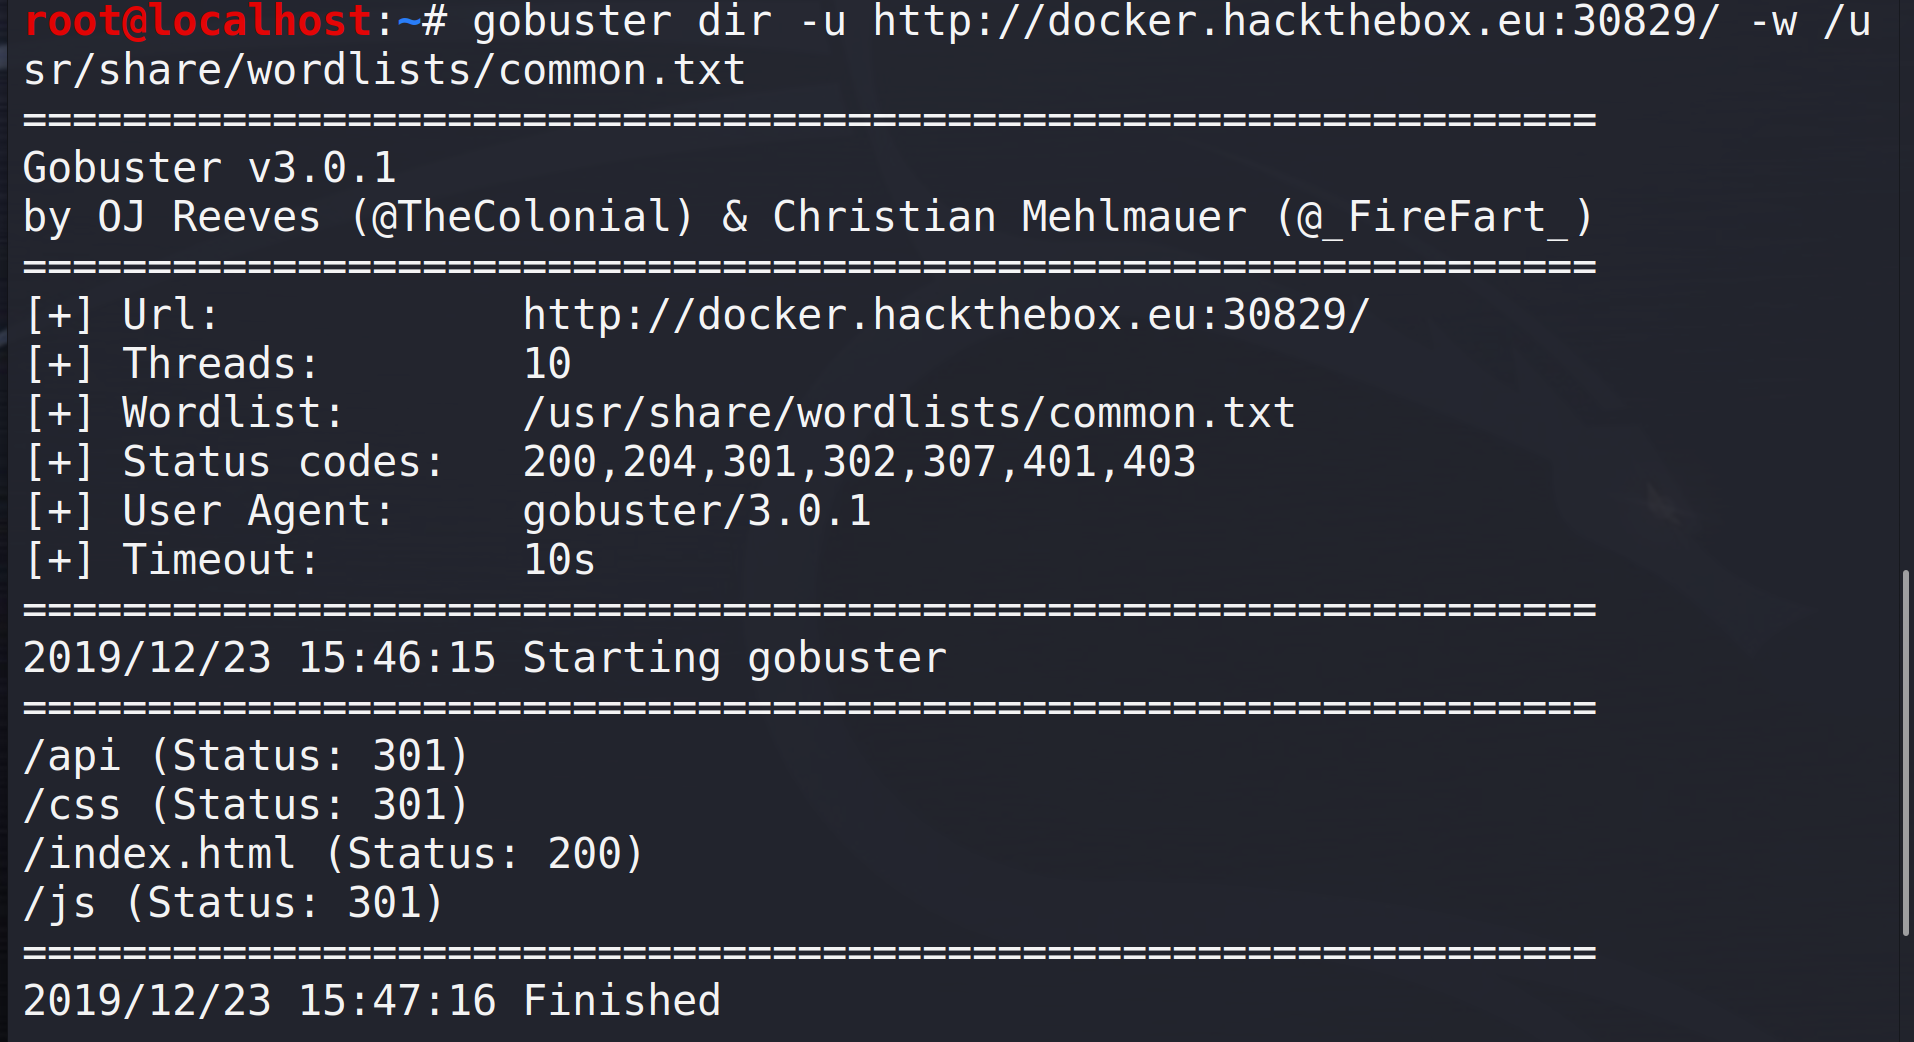 root@localhost:~# gobuster dir -u http://docker.hackthebox.eu:30829/ -w /u
sr/share/wordlists/common.txt
===============================================================
Gobuster v3.0.1
by OJ Reeves (@TheColonial) & Christian Mehlmauer (@_FireFart_)
===============================================================
[+] Url:            http://docker.hackthebox.eu:30829/
[+] Threads:        10
[+] Wordlist:       /usr/share/wordlists/common.txt
[+] Status codes:   200,204,301,302,307,401,403
[+] User Agent:     gobuster/3.0.1
[+] Timeout:        10s
===============================================================
2019/12/23 15:46:15 Starting gobuster
===============================================================
/api (Status: 301)
/css (Status: 301)
/index.html (Status: 200)
/js (Status: 301)
===============================================================
2019/12/23 15:47:16 Finished